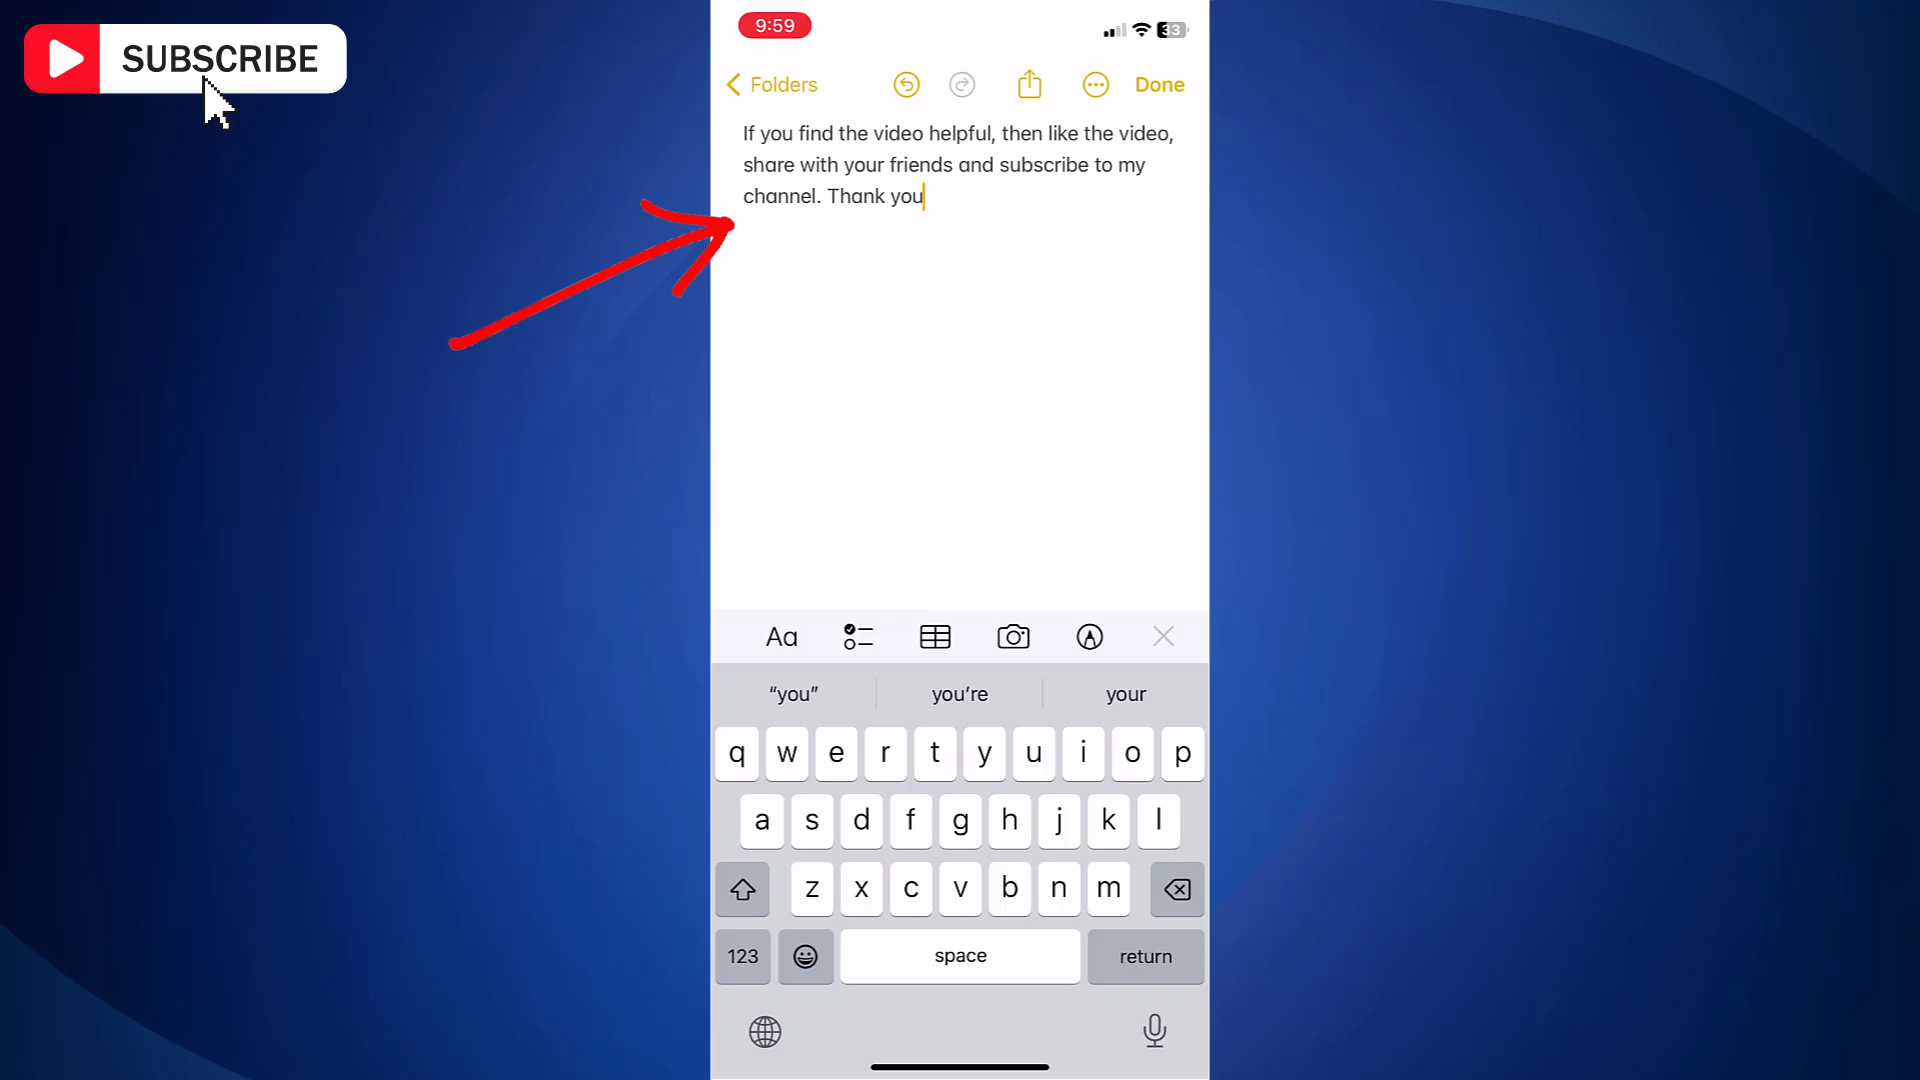 SUBSCRIBE
9:59
33
Folders
Done
If you find the video helpful, then like the video,
share with your friends and subscribe to my
channel. Thank you
Aa
“you” you’re your
q w e r t y u i o p
a s d f g h j k l
z x c v b n m
123 space return